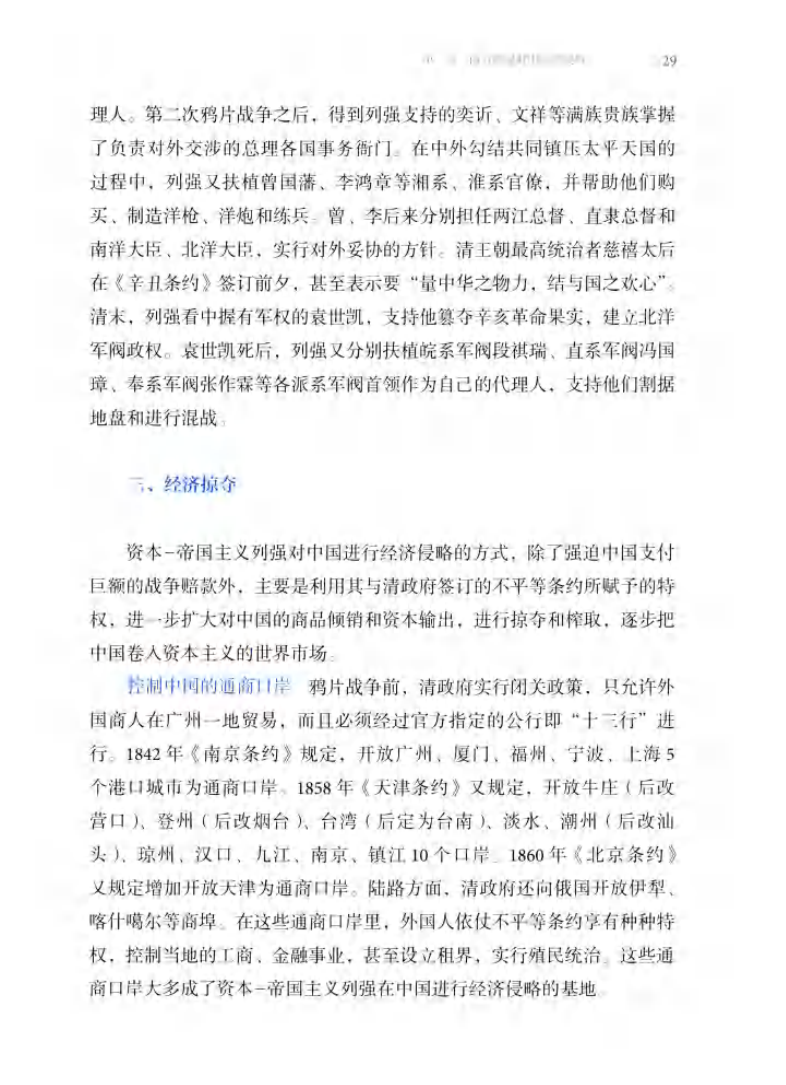 29
理人。第二次鸦片战争之后，得到列强支持的奕䜣、文祥等满族贵族掌握
了负责对外交涉的总理各国事务衙门。在中外勾结共同镇压太平天国的
过程中，列强又扶植曾国藩、李鸿章等湘系、淮系官僚，并帮助他们购
买、制造洋枪、洋炮和练兵。曾、李后来分别担任两江总督、直隶总督和
南洋大臣、北洋大臣，实行对外妥协的方针。清王朝最高统治者慈禧太后
在《辛丑条约》签订前夕，甚至表示要“量中华之物力，结与国之欢心”。
清末，列强看中握有军权的袁世凯，支持他篡夺辛亥革命果实，建立北洋
军阀政权。袁世凯死后，列强又分别扶植皖系军阀段祺瑞、直系军阀冯国
璋、奉系军阀张作霖等各派系军阀首领作为自己的代理人，支持他们割据
地盘和进行混战。
三、经济掠夺
资本-帝国主义列强对中国进行经济侵略的方式，除了强迫中国支付
巨额的战争赔款外，主要是利用其与清政府签订的不平等条约所赋予的特
权，进一步扩大对中国的商品倾销和资本输出，进行掠夺和榨取，逐步把
中国卷入资本主义的世界市场。
控制中国的通商口岸 鸦片战争前，清政府实行闭关政策，只允许外
国商人在广州一地贸易，而且必须经过官方指定的公行即“十三行”进
行。1842 年《南京条约》规定，开放广州、厦门、福州、宁波、上海 5
个港口城市为通商口岸。1858 年《天津条约》又规定，开放牛庄（后改
营口）、登州（后改烟台）、台湾（后定为台南）、淡水、潮州（后改汕
头）、琼州、汉口、九江、南京、镇江 10 个口岸。1860 年《北京条约》
又规定增加开放天津为通商口岸。陆路方面，清政府还向俄国开放伊犁、
喀什噶尔等商埠。在这些通商口岸里，外国人依仗不平等条约享有种种特
权，控制当地的工商、金融事业，甚至设立租界，实行殖民统治。这些通
商口岸大多成了资本-帝国主义列强在中国进行经济侵略的基地。